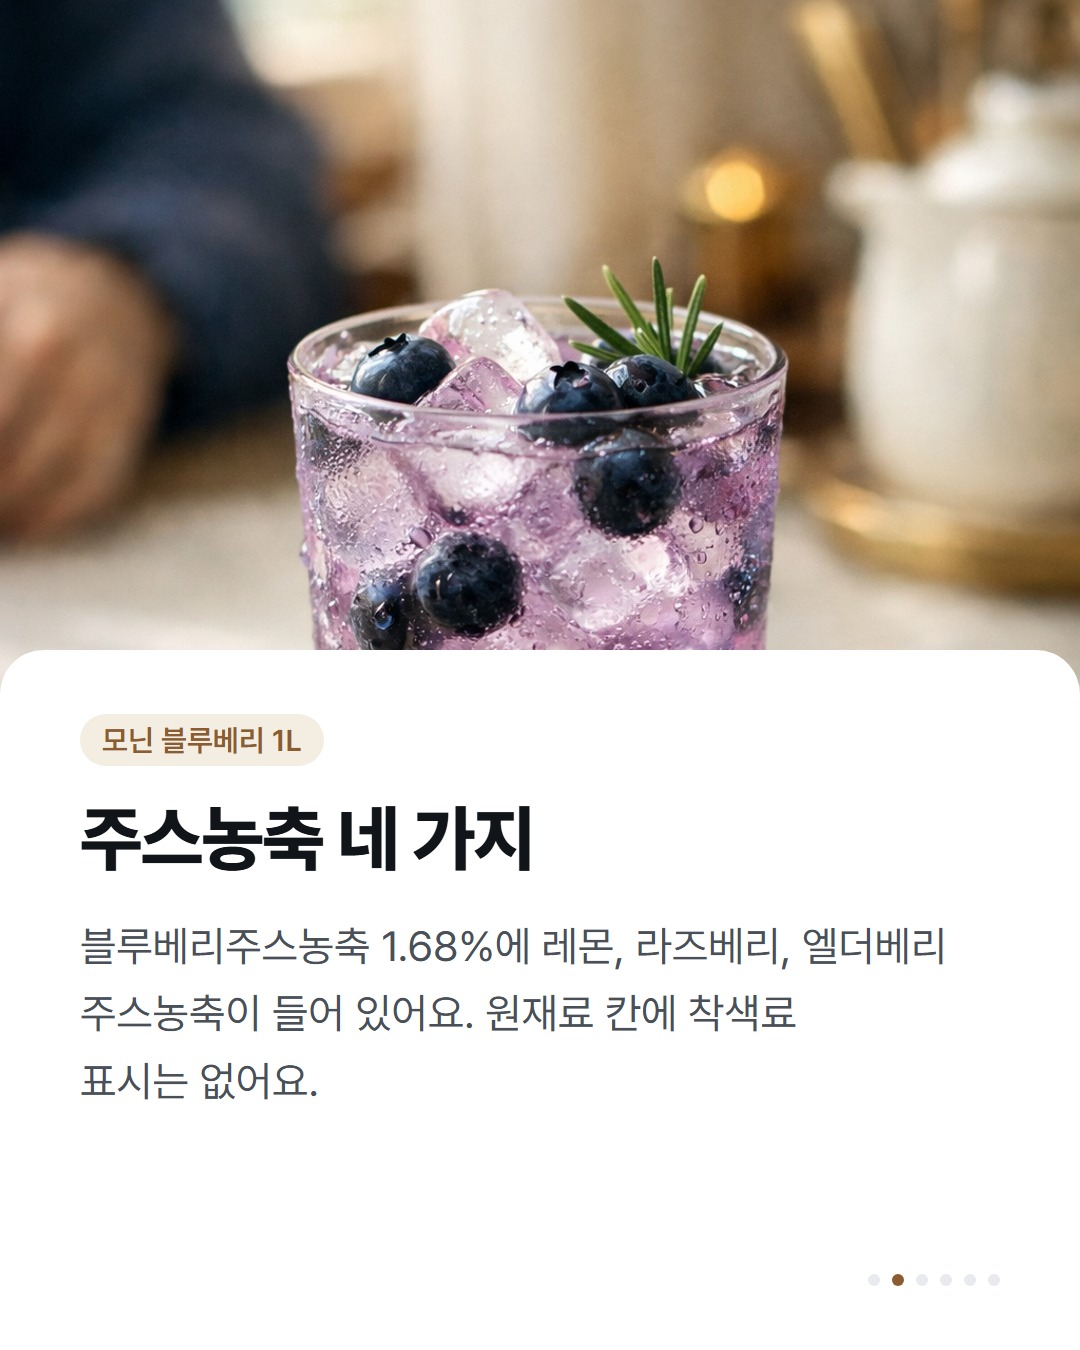 모닌 블루베리 1L
주스농축 네 가지
블루베리주스농축 1.68%에 레몬, 라즈베리, 엘더베리
주스농축이 들어 있어요. 원재료 칸에 착색료
표시는 없어요.